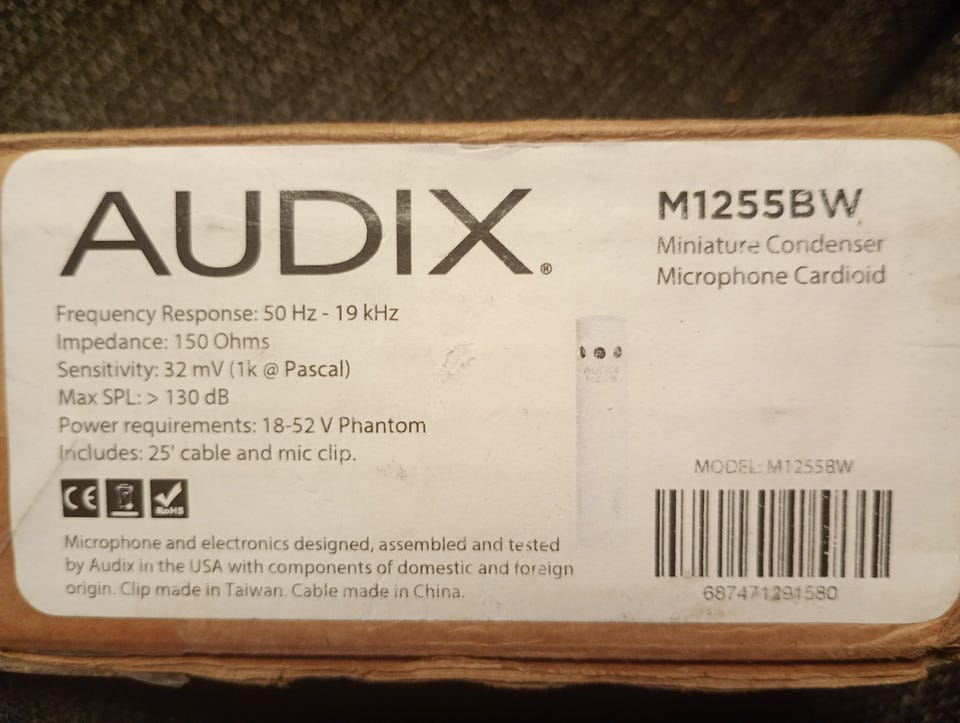 AUDIX®
Frequency Response: 50 Hz - 19 kHz
Impedance: 150 Ohms
Sensitivity: 32 mV (1k @ Pascal)
Max SPL: > 130 dB
Power requirements: 18-52 V Phantom
Includes: 25' cable and mic clip.
CE
RoHS
Microphone and electronics designed, assembled and tested
by Audix in the USA with components of domestic and foreign
origin. Clip made in Taiwan. Cable made in China.
M1255BW
Miniature Condenser
Microphone Cardioid
AUDIX
MODEL: M1255BW
687471291580